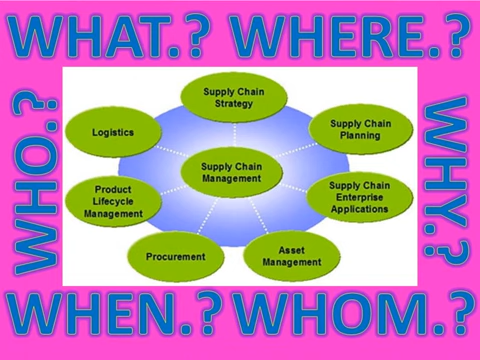 WHAT.? WHERE.?
WHO.?
WHY.?
Supply Chain
Strategy
Logistics
Supply Chain
Planning
Supply Chain
Management
Product
Lifecycle
Management
Supply Chain
Enterprise
Applications
Procurement
Asset
Management
WHEN.? WHOM.?